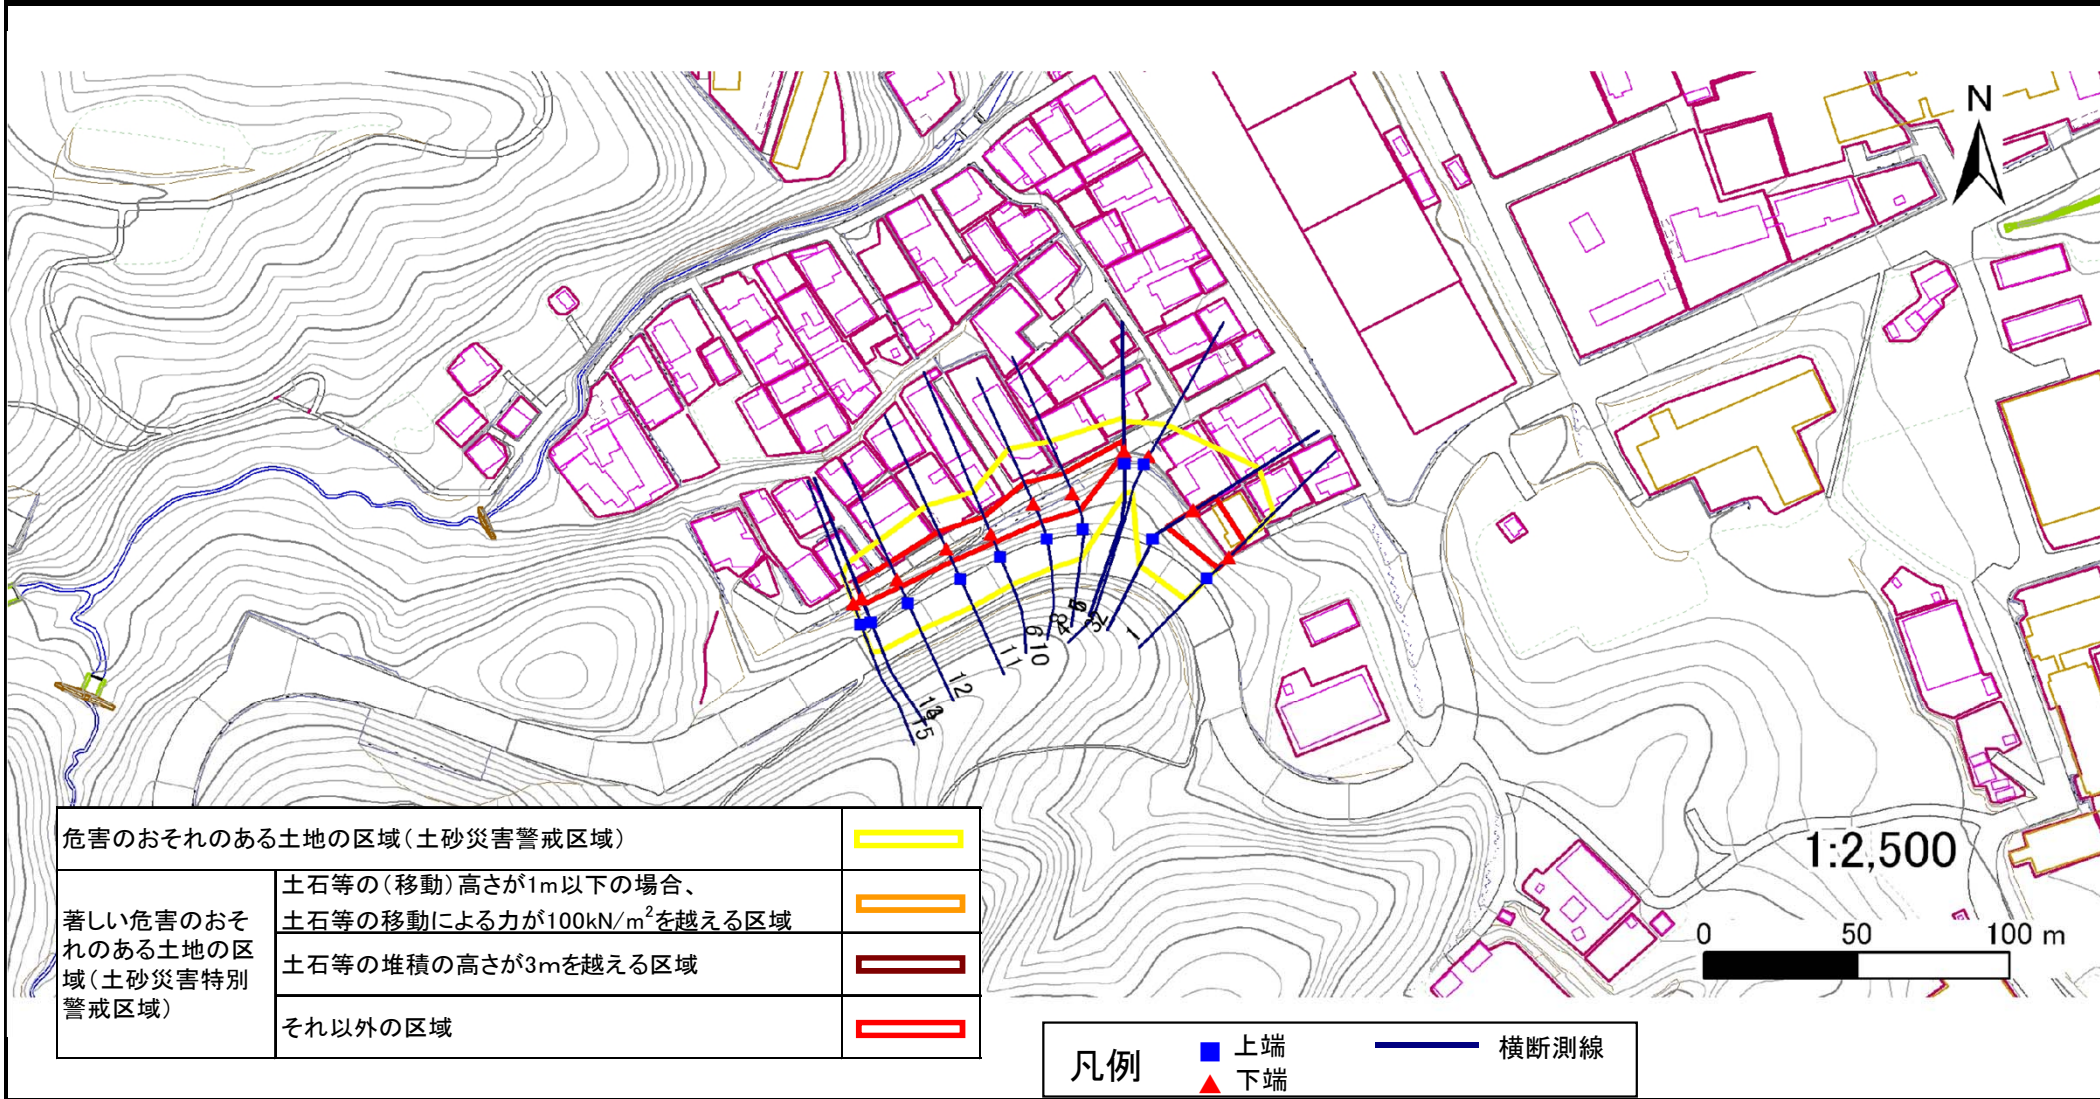 N
9
10
11
12
15
32
1
1:2,500
0 50 100 m
危害のおそれのある土地の区域(土砂災害警戒区域)
著しい危害のおそれのある土地の区域(土砂災害特別警戒区域)
土石等の(移動)高さが1m以下の場合、
土石等の移動による力が100kN/m²を越える区域
土石等の堆積の高さが3mを越える区域
それ以外の区域
凡例
上端
下端
横断測線